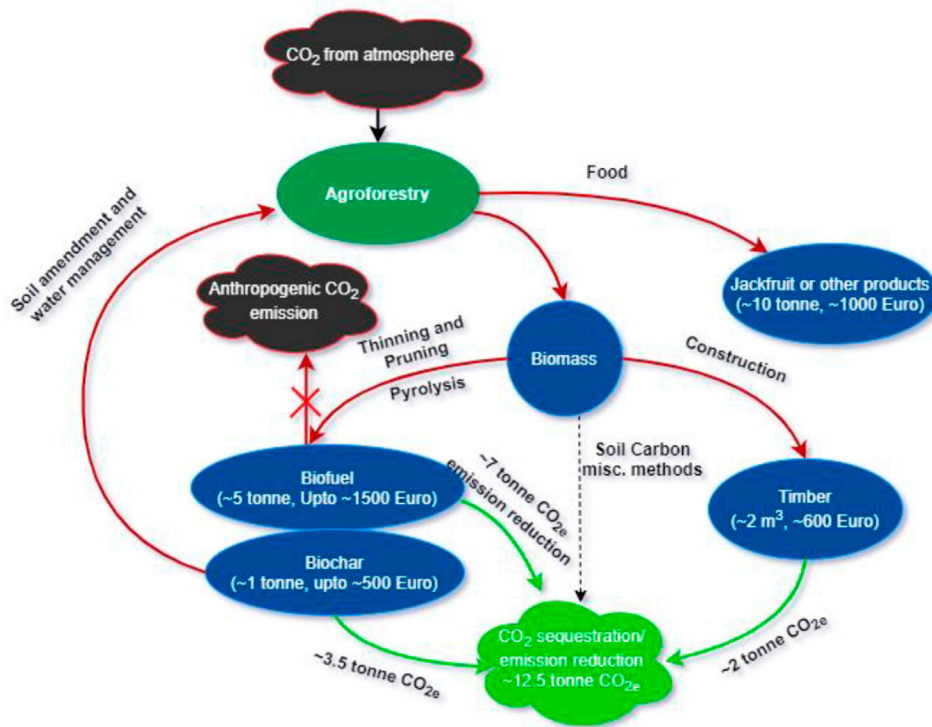 CO₂ from atmosphere
Agroforestry
Food
Soil amendment and
water management
Jackfruit or other products
(~10 tonne, ~1000 Euro)
Anthropogenic CO₂
emission
Thinning and
Pruning
Pyrolysis
Biomass
Construction
Soil Carbon
misc. methods
Biofuel
(~5 tonne, Upto ~1500 Euro)
~7 tonne CO₂ₑ
emission reduction
Timber
(~2 m³, ~600 Euro)
Biochar
(~1 tonne, upto ~500 Euro)
CO₂ sequestration/
emission reduction
~12.5 tonne CO₂ₑ
~3.5 tonne CO₂ₑ
~2 tonne CO₂ₑ